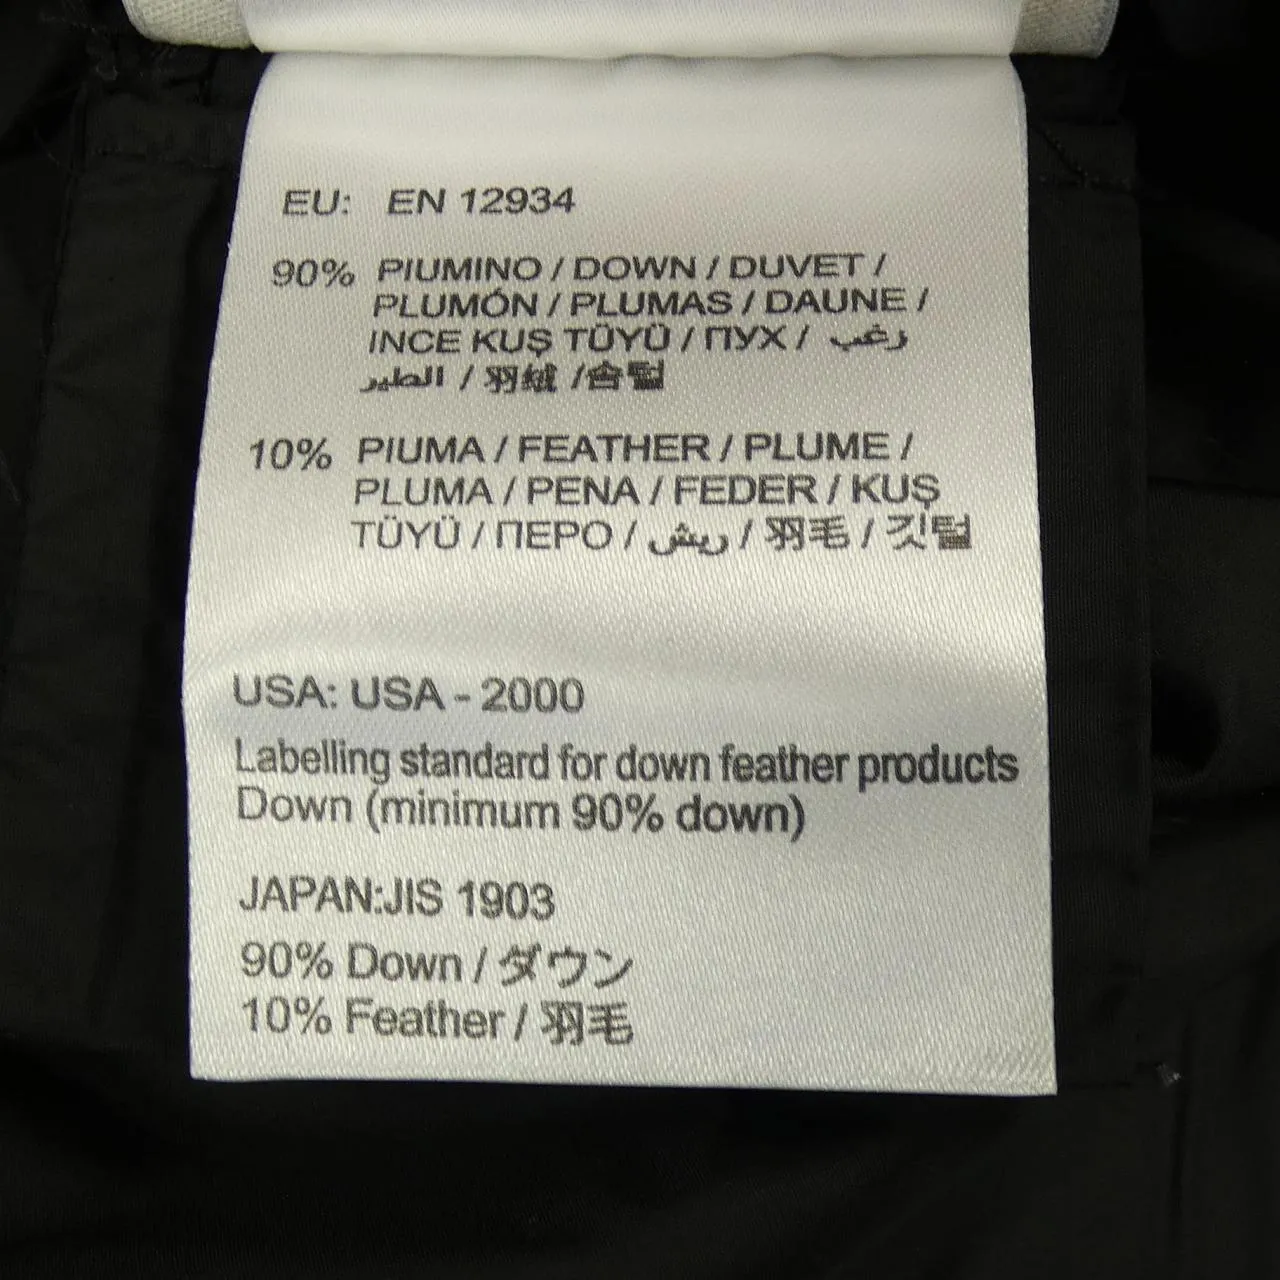 EU: EN 12934
90% PIUMINO / DOWN / DUVET /
PLUMÓN / PLUMAS / DAUNE /
INCE KUŞ TÜYÜ / ПУХ / رغب
الطير / 羽绒 /솜털
10% PIUMA / FEATHER / PLUME /
PLUMA / PENA / FEDER / KUŞ
TÜYÜ / ПЕРО / ريش / 羽毛 / 깃털
USA: USA - 2000
Labelling standard for down feather products
Down (minimum 90% down)
JAPAN:JIS 1903
90% Down / ダウン
10% Feather / 羽毛